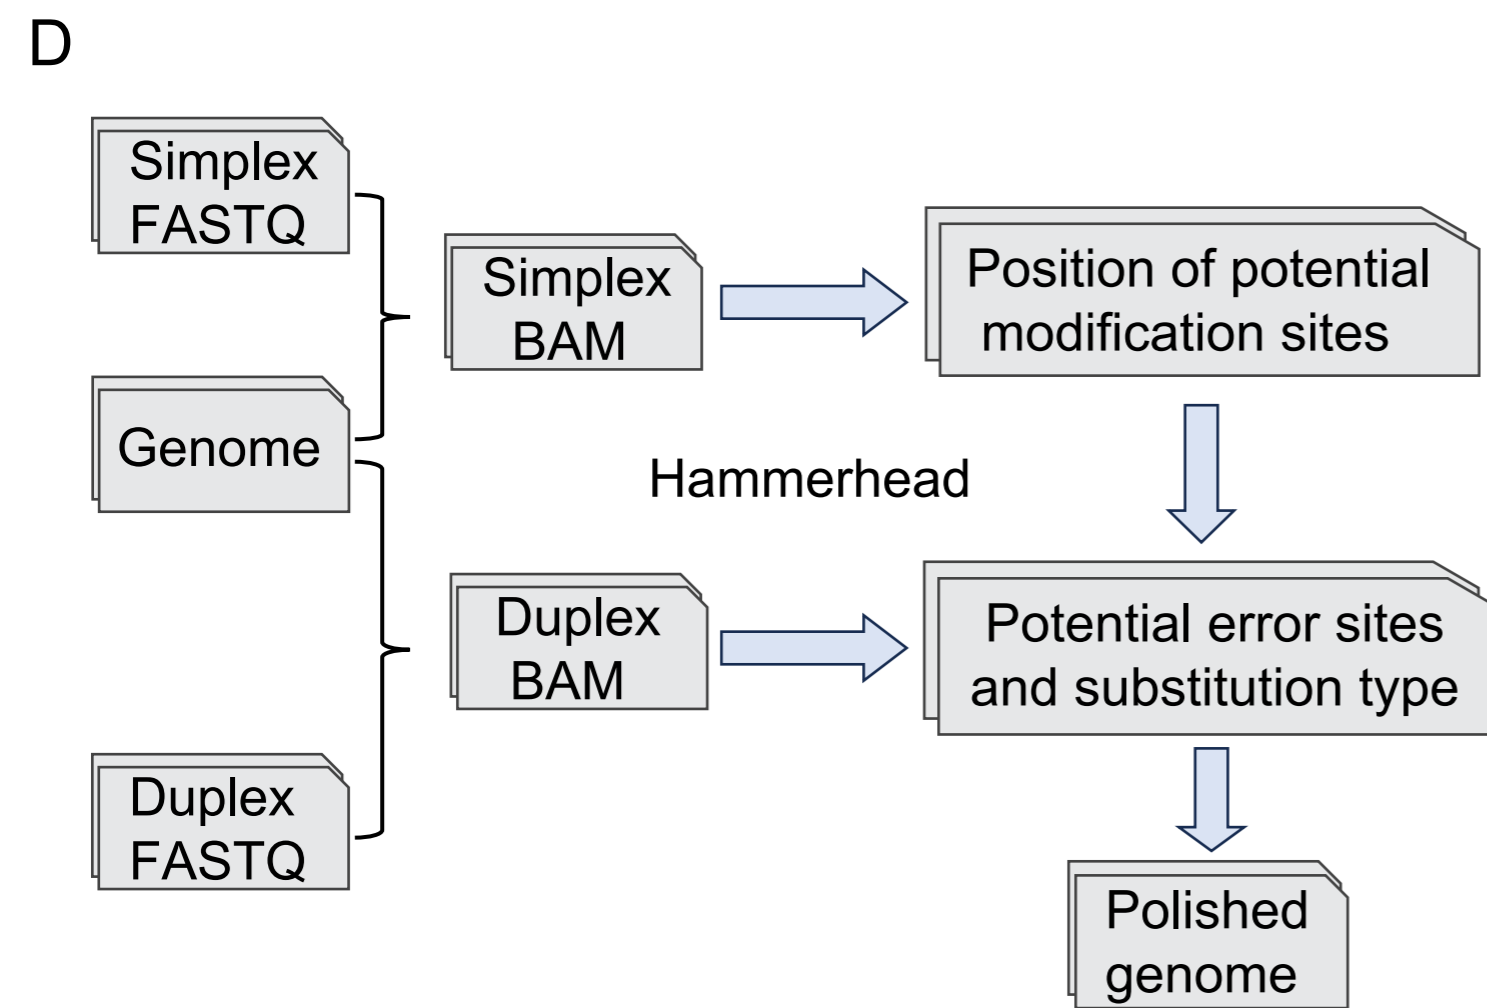 D
Simplex
FASTQ
Simplex
BAM
Position of potential
modification sites
Genome
Hammerhead
Duplex
BAM
Potential error sites
and substitution type
Duplex
FASTQ
Polished
genome